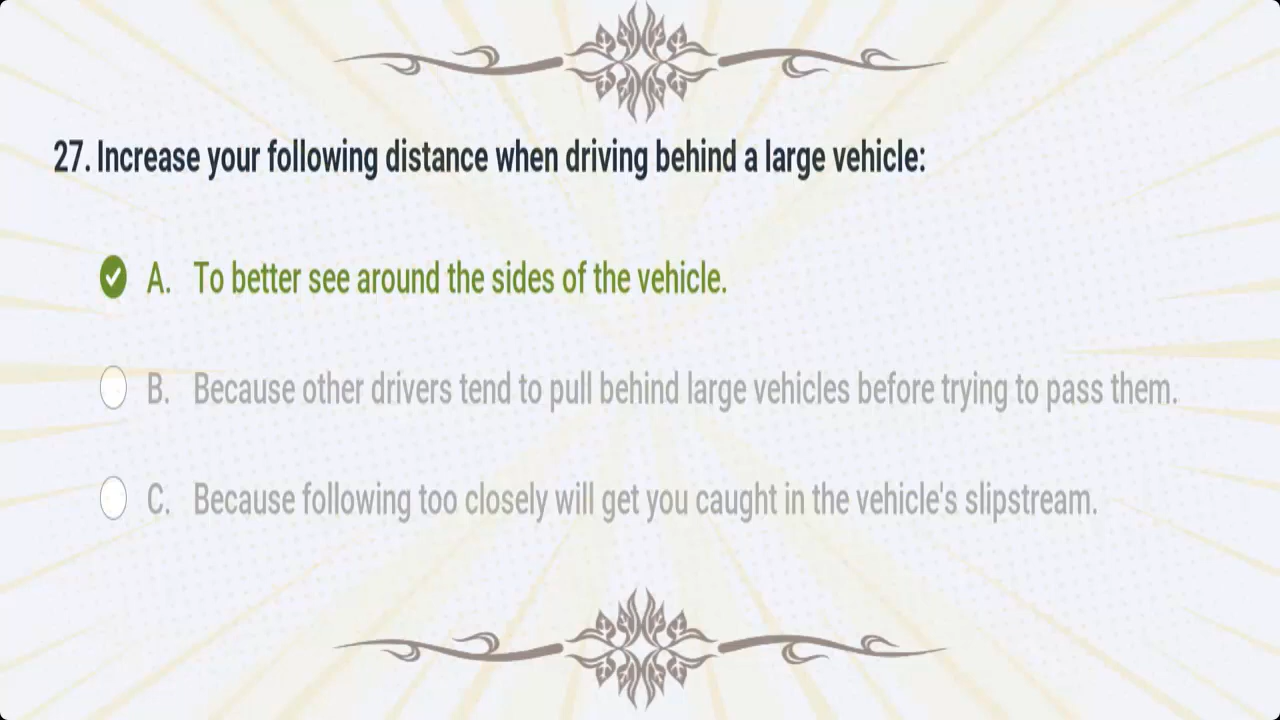 27. Increase your following distance when driving behind a large vehicle:
A. To better see around the sides of the vehicle.
B. Because other drivers tend to pull behind large vehicles before trying to pass them.
C. Because following too closely will get you caught in the vehicle's slipstream.